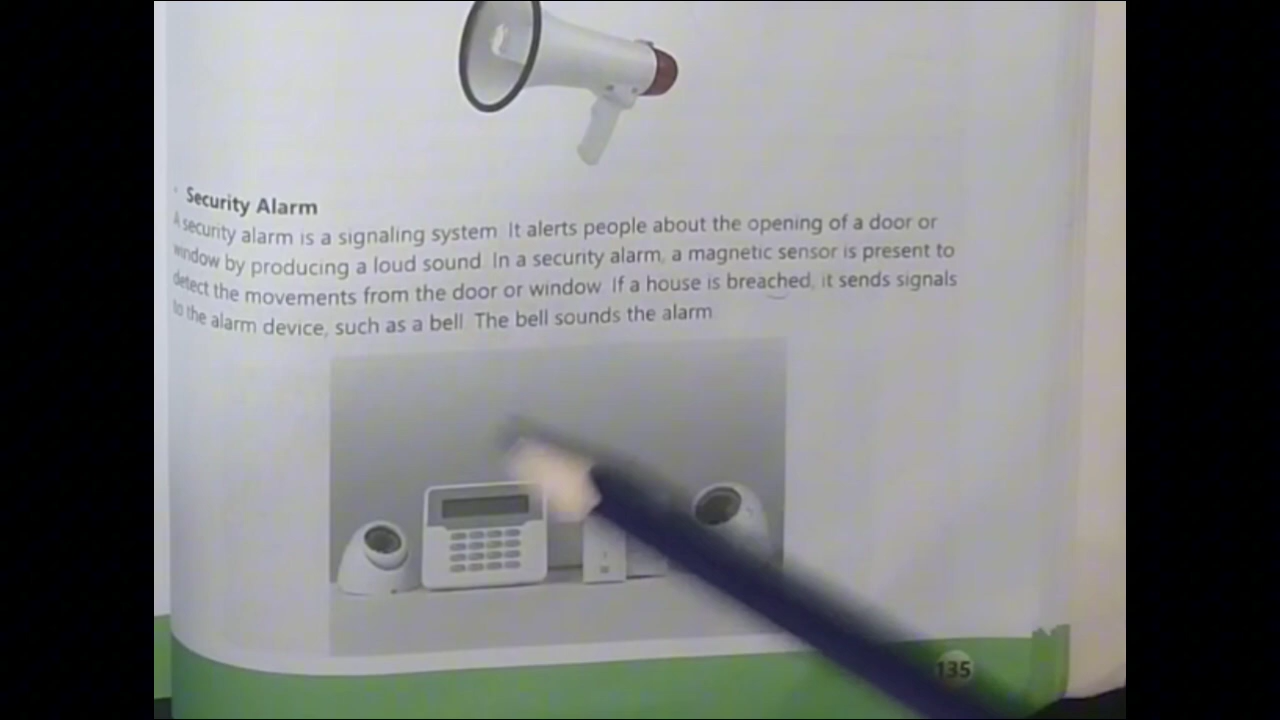 Security Alarm
A security alarm is a signaling system. It alerts people about the opening of a door or
window by producing a loud sound. In a security alarm, a magnetic sensor is present to
detect the movements from the door or window. If a house is breached, it sends signals
to the alarm device, such as a bell. The bell sounds the alarm.
135